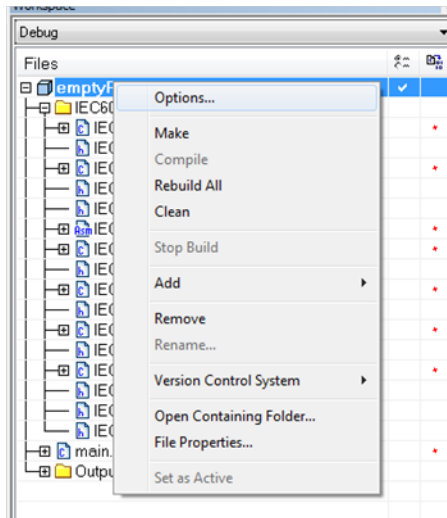 Workspace
Debug
Files
emptyP
IEC60
Options...
IEC
Make
IEC
Compile
IEC
Rebuild All
IEC
Clean
IEC
Asm IEC
Stop Build
IEC
IEC
Add
IEC
IEC
Remove
IEC
Rename...
IEC
IEC
Version Control System
IEC
IEC
Open Containing Folder...
IEC
File Properties...
main.
Outpu
Set as Active